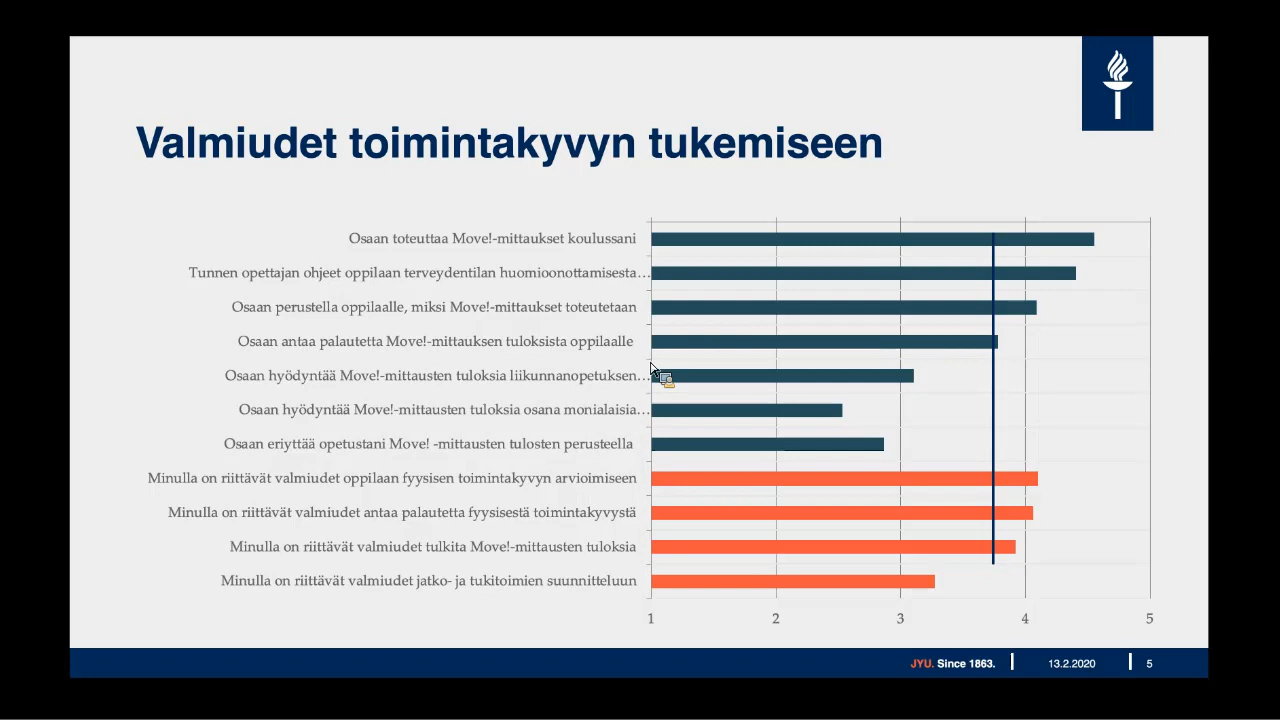 Valmiudet toimintakyvyn tukemiseen
Osaan toteuttaa Move!-mittaukset koulussani
Tunnen opettajan ohjeet oppilaan terveydentilan huomioonottamisesta…
Osaan perustella oppilaalle, miksi Move!-mittaukset toteutetaan
Osaan antaa palautetta Move!-mittauksen tuloksista oppilaalle
Osaan hyödyntää Move!-mittausten tuloksia liikunnanopetuksen…
Osaan hyödyntää Move!-mittausten tuloksia osana monialaisia…
Osaan eriyttää opetustani Move! -mittausten tulosten perusteella
Minulla on riittävät valmiudet oppilaan fyysisen toimintakyvyn arvioimiseen
Minulla on riittävät valmiudet antaa palautetta fyysisestä toimintakyvystä
Minulla on riittävät valmiudet tulkita Move!-mittausten tuloksia
Minulla on riittävät valmiudet jatko- ja tukitoimien suunnitteluun
1 2 3 4 5
JYU. Since 1863. 13.2.2020 5